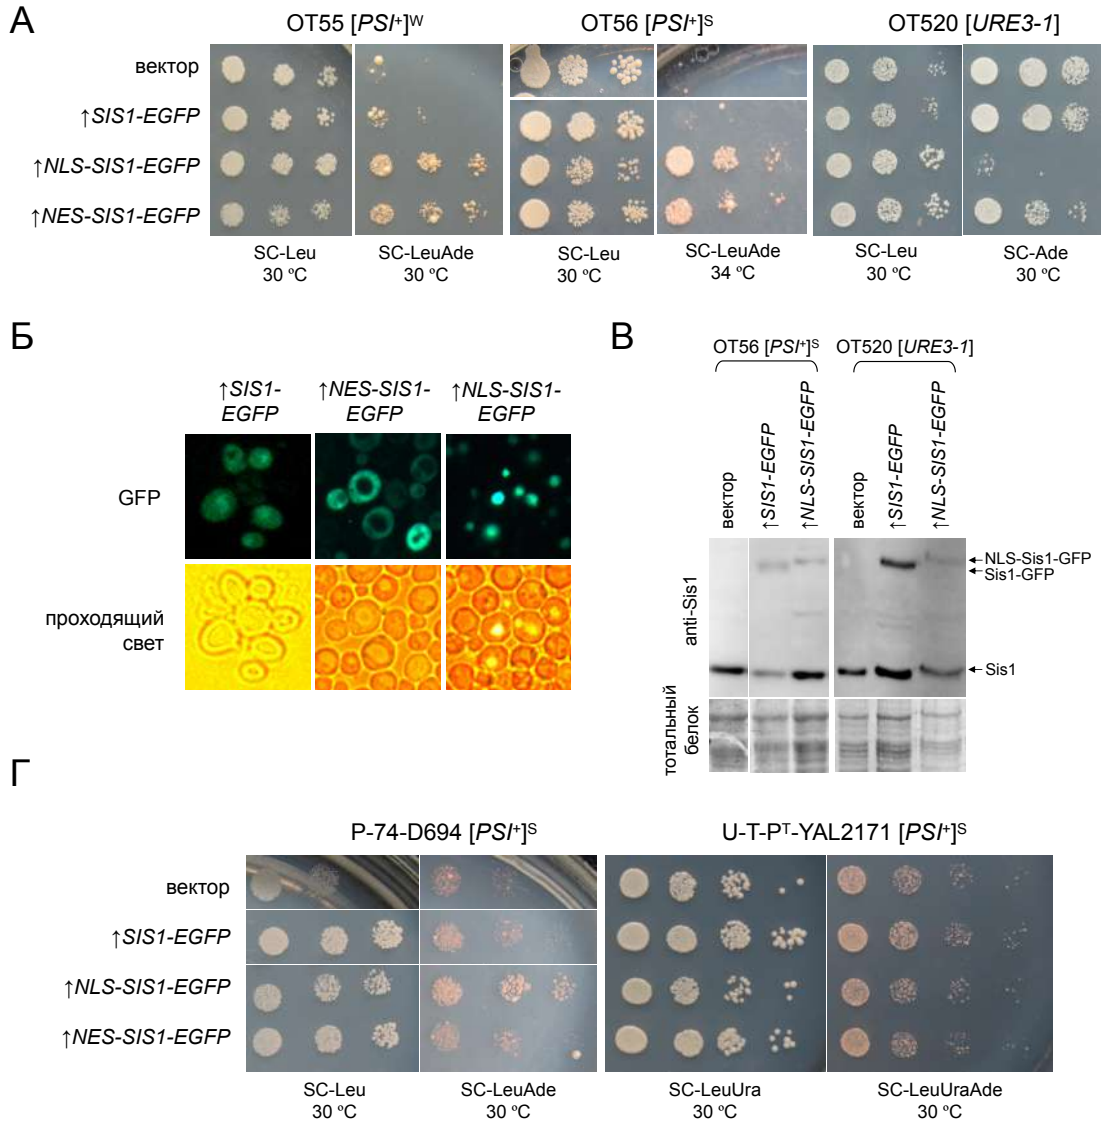 А
OT55 [PSI⁺]ᵂ
OT56 [PSI⁺]ˢ
OT520 [URE3-1]
вектор
↑SIS1-EGFP
↑NLS-SIS1-EGFP
↑NES-SIS1-EGFP
SC-Leu
30 ºC
SC-LeuAde
30 ºC
SC-Leu
30 ºC
SC-LeuAde
34 ºC
SC-Leu
30 ºC
SC-Ade
30 ºC
Б
↑SIS1-
EGFP
↑NES-SIS1-
EGFP
↑NLS-SIS1-
EGFP
GFP
проходящий
свет
В
OT56 [PSI⁺]ˢ
OT520 [URE3-1]
вектор
↑SIS1-EGFP
↑NLS-SIS1-EGFP
вектор
↑SIS1-EGFP
↑NLS-SIS1-EGFP
anti-Sis1
NLS-Sis1-GFP
Sis1-GFP
Sis1
тотальный
белок
Г
P-74-D694 [PSI⁺]ˢ
U-T-Pᵀ-YAL2171 [PSI⁺]ˢ
вектор
↑SIS1-EGFP
↑NLS-SIS1-EGFP
↑NES-SIS1-EGFP
SC-Leu
30 ºC
SC-LeuAde
30 ºC
SC-LeuUra
30 ºC
SC-LeuUraAde
30 ºC